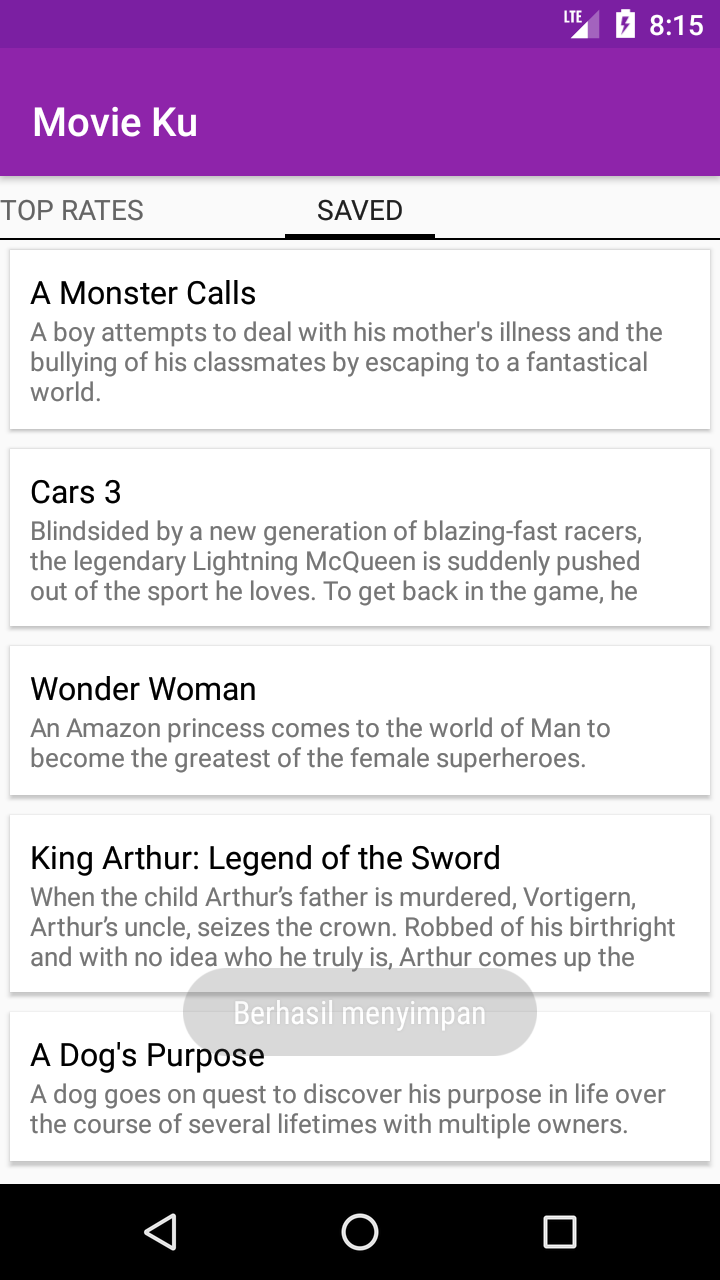 LTE 8:15
Movie Ku
TOP RATES SAVED
A Monster Calls
A boy attempts to deal with his mother's illness and the
bullying of his classmates by escaping to a fantastical
world.
Cars 3
Blindsided by a new generation of blazing-fast racers,
the legendary Lightning McQueen is suddenly pushed
out of the sport he loves. To get back in the game, he
Wonder Woman
An Amazon princess comes to the world of Man to
become the greatest of the female superheroes.
King Arthur: Legend of the Sword
When the child Arthur’s father is murdered, Vortigern,
Arthur’s uncle, seizes the crown. Robbed of his birthright
and with no idea who he truly is, Arthur comes up the
Berhasil menyimpan
A Dog's Purpose
A dog goes on quest to discover his purpose in life over
the course of several lifetimes with multiple owners.